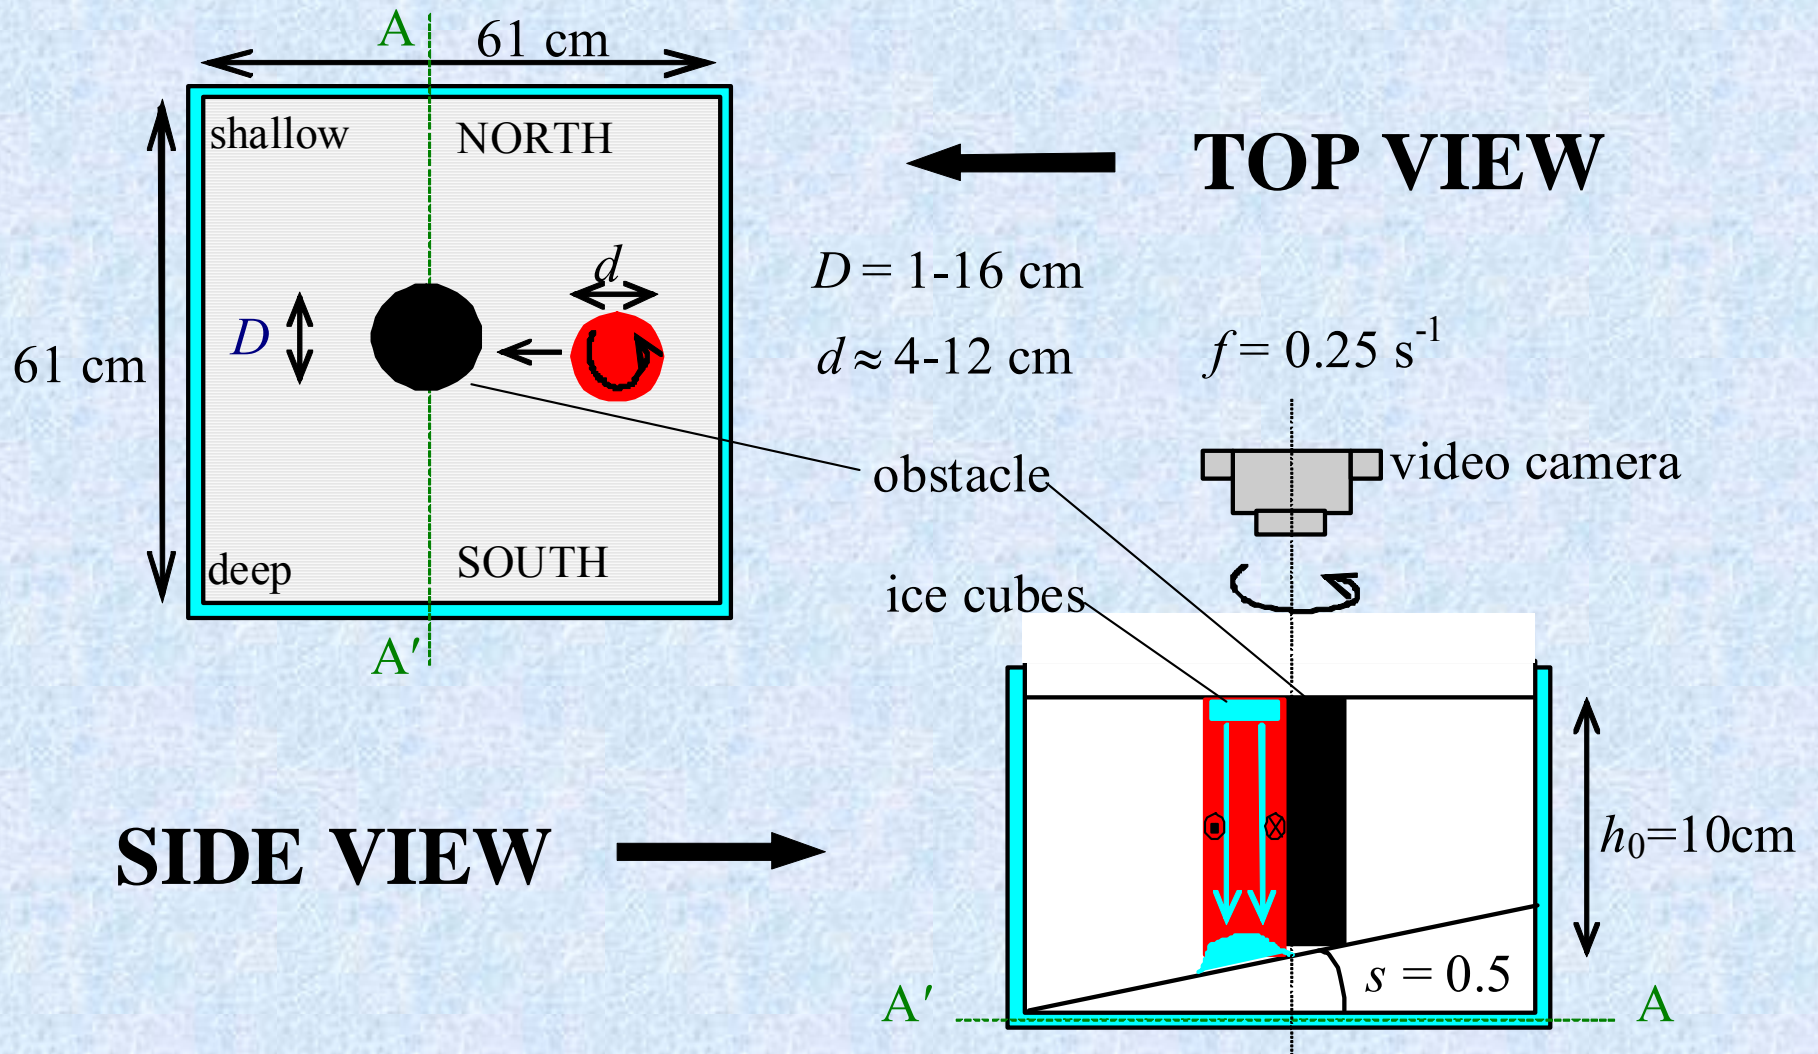 A
61 cm
shallow
NORTH
TOP VIEW
d
D = 1-16 cm
D
61 cm
d ≈ 4-12 cm
f = 0.25 s⁻¹
obstacle
video camera
deep
SOUTH
ice cubes
A′
SIDE VIEW
h₀=10cm
s = 0.5
A′
A